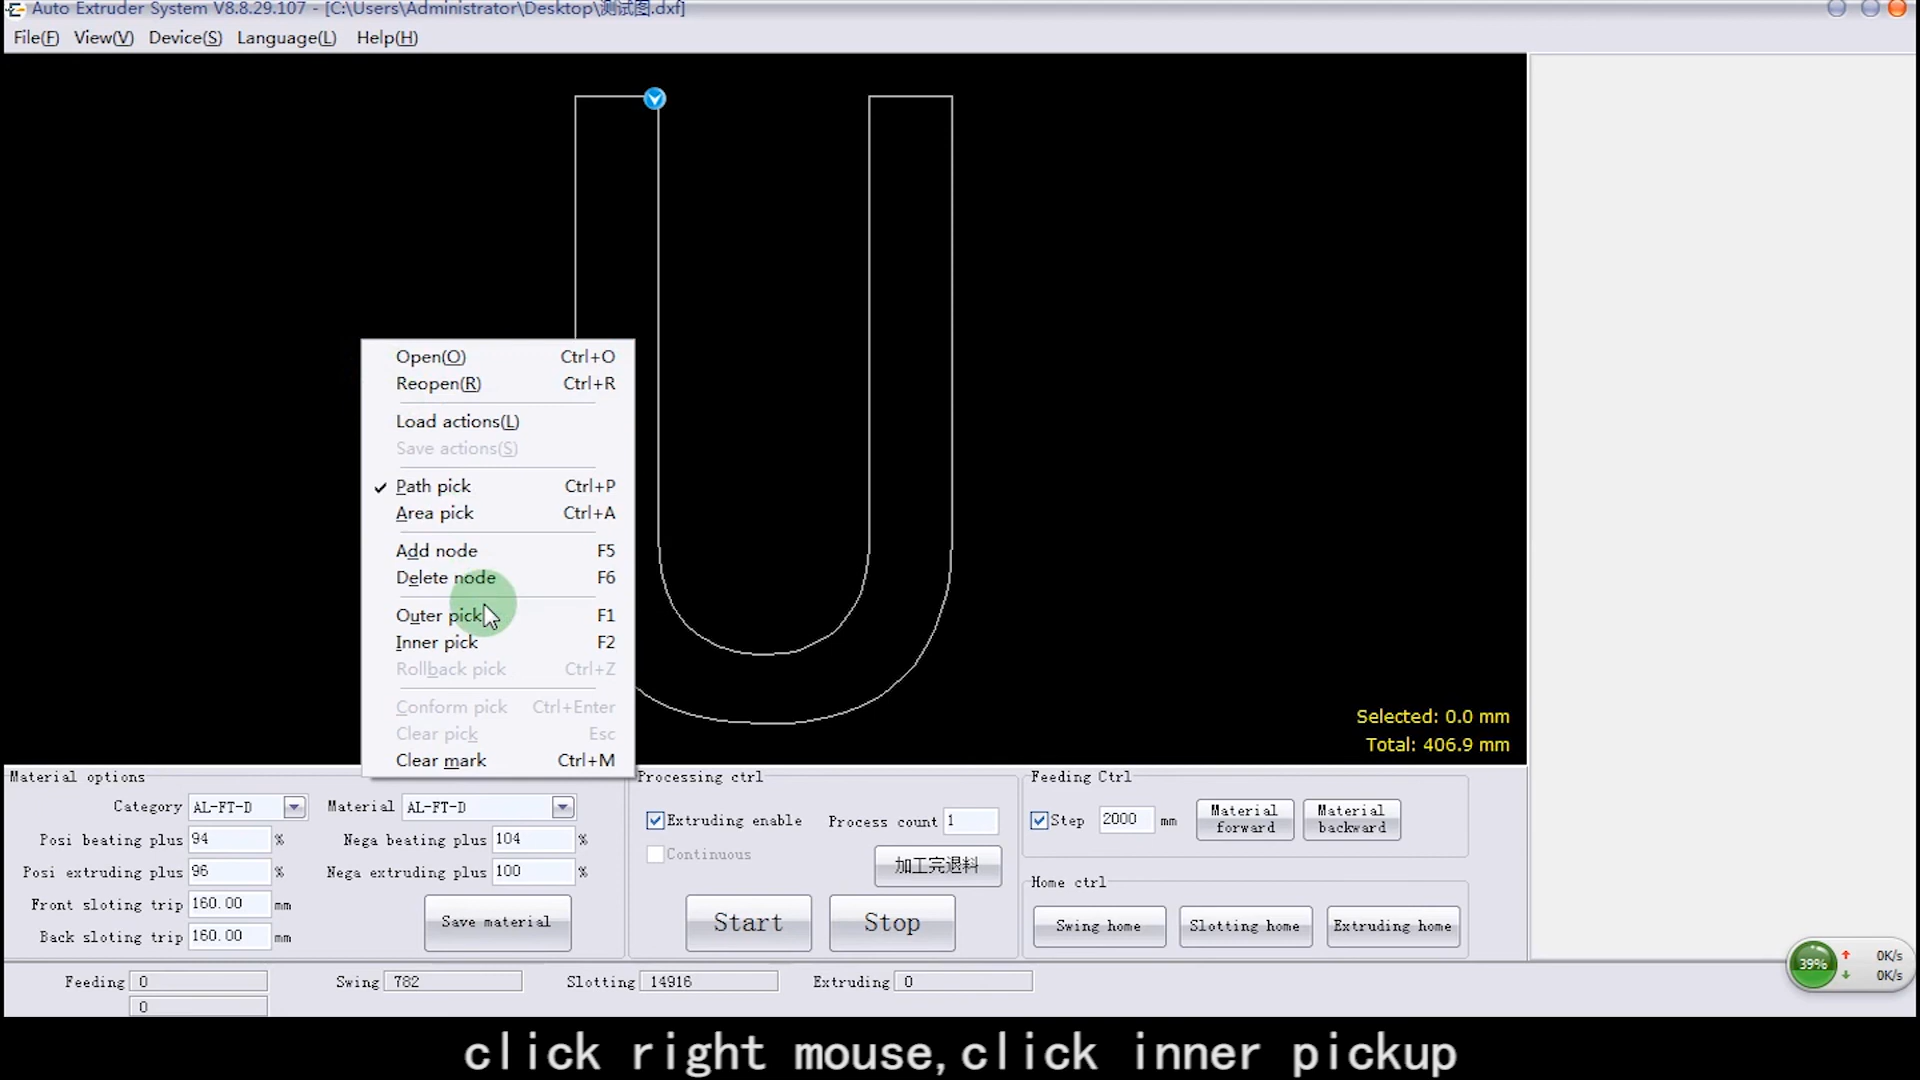 Auto Extruder System V8.8.29.107 - [C:\Users\Administrator\Desktop\测试图.dxf]
File(F) View(V) Device(S) Language(L) Help(H)
Open(O) Ctrl+O
Reopen(R) Ctrl+R
Load actions(L)
Save actions(S)
Path pick Ctrl+P
Area pick Ctrl+A
Add node F5
Delete node F6
Outer pick F1
Inner pick F2
Rollback pick Ctrl+Z
Conform pick Ctrl+Enter
Clear pick Esc
Clear mark Ctrl+M
Selected: 0.0 mm
Total: 406.9 mm
Material options
Category AL-FT-D Material AL-FT-D
Posi beating plus 94 % Nega beating plus 104 %
Posi extruding plus 96 % Nega extruding plus 100 %
Front sloting trip 160.00 mm
Back sloting trip 160.00 mm
Save material
Processing ctrl
Extruding enable Process count 1
Continuous
加工完退料
Start Stop
Feeding Ctrl
Step 2000 mm
Material forward
Material backward
Home ctrl
Swing home Slotting home Extruding home
39% 0K/s
0K/s
Feeding 0 Swing 782 Slotting 14916 Extruding 0
0
click right mouse,click inner pickup